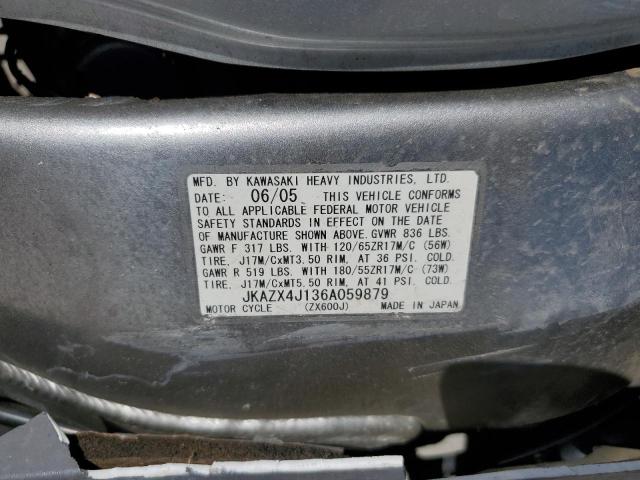 MFD. BY KAWASAKI HEAVY INDUSTRIES, LTD.
DATE: 06/05 THIS VEHICLE CONFORMS
TO ALL APPLICABLE FEDERAL MOTOR VEHICLE
SAFETY STANDARDS IN EFFECT ON THE DATE
OF MANUFACTURE SHOWN ABOVE. GVWR 836 LBS.
GAWR F 317 LBS. WITH 120/65ZR17M/C (56W)
TIRE, J17M/CxMT3.50 RIM, AT 36 PSI COLD.
GAWR R 519 LBS. WITH 180/55ZR17M/C (73W)
TIRE, J17M/CxMT5.50 RIM, AT 41 PSI COLD.
JKAZX4J136A059879
MOTOR CYCLE (ZX600J) MADE IN JAPAN